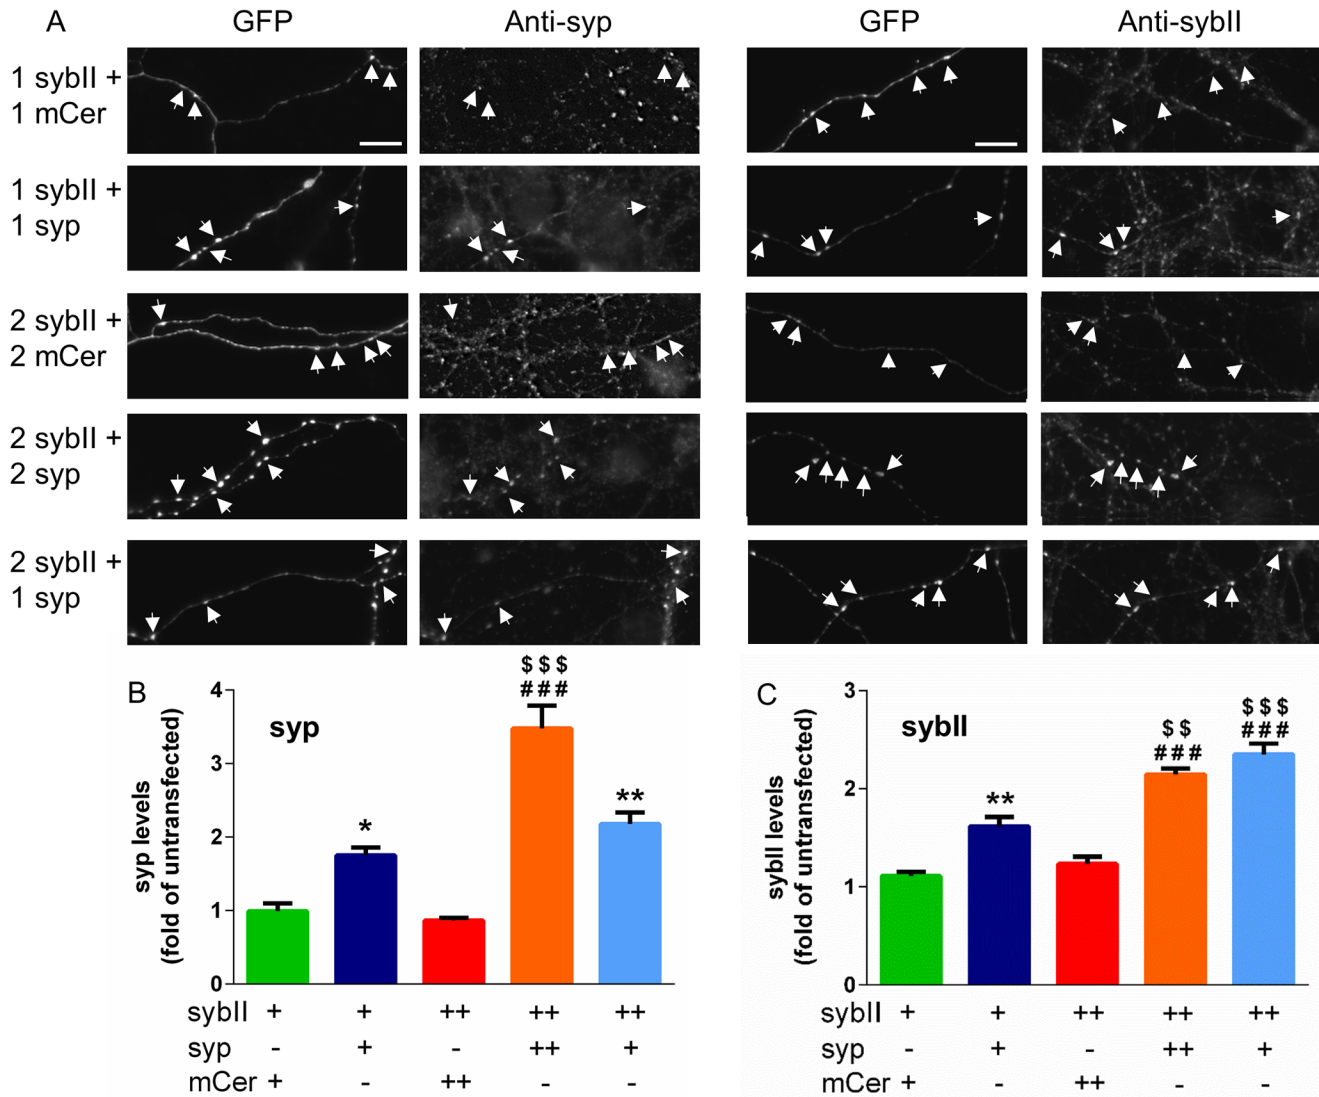 A GFP Anti-syp GFP Anti-sybII
1 sybII +
1 mCer
1 sybII +
1 syp
2 sybII +
2 mCer
2 sybII +
2 syp
2 sybII +
1 syp
B
syp
syp levels
(fold of untransfected)
4
3
2
1
0
*
$$$
###
**
sybII + + ++ ++ ++
syp - + - ++ +
mCer + - ++ - -
C
sybII
sybII levels
(fold of untransfected)
3
2
1
0
**
$$
###
$$$
###
sybII + + ++ ++ ++
syp - + - ++ +
mCer + - ++ - -